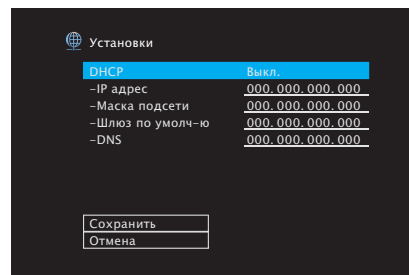 Установки
DHCP Выкл.
–IP адрес 000. 000. 000. 000
–Маска подсети 000. 000. 000. 000
–Шлюз по умолч–ю 000. 000. 000. 000
–DNS 000. 000. 000. 000
Сохранить
Отмена